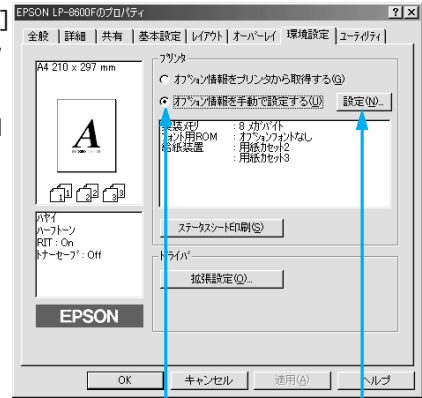 EPSON LP-8600Fのプロパティ
全般
詳細
共有
基本設定
レイアウト
オーバーレイ
環境設定
ユーティリティ
A4 210 x 297 mm
A
1 1 2 2 3 3
ハヤイ
ハーフトーン
RIT : On
トナーセーブ : Off
EPSON
プリンタ
オプション情報をプリンタから取得する(G)
オプション情報を手動で設定する(U)
設定(N)...
実装メモリ : 8 メガバイト
フォント用ROM : オプションフォントなし
給紙装置 : 用紙カセット2
: 用紙カセット3
ステータスシート印刷(S)
ドライバ
拡張設定(O)...
OK
キャンセル
適用(A)
ヘルプ